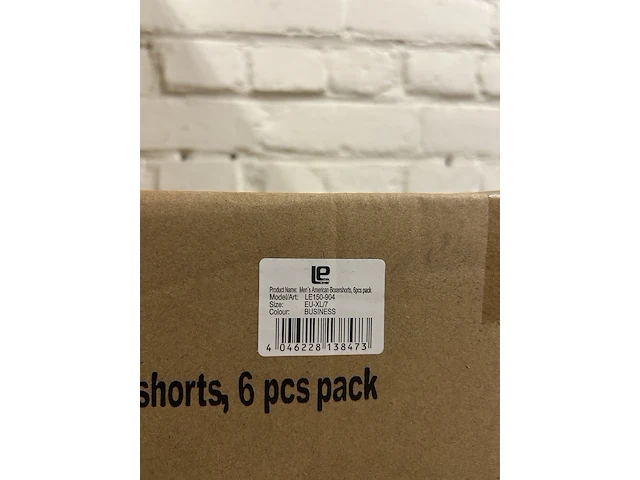 LE
Product Name: Men's American Boxershorts, 6pcs pack
Model/Art: LE150-904
Size: EU-XL/7
Colour: BUSINESS
4 046228 138473
shorts, 6 pcs pack